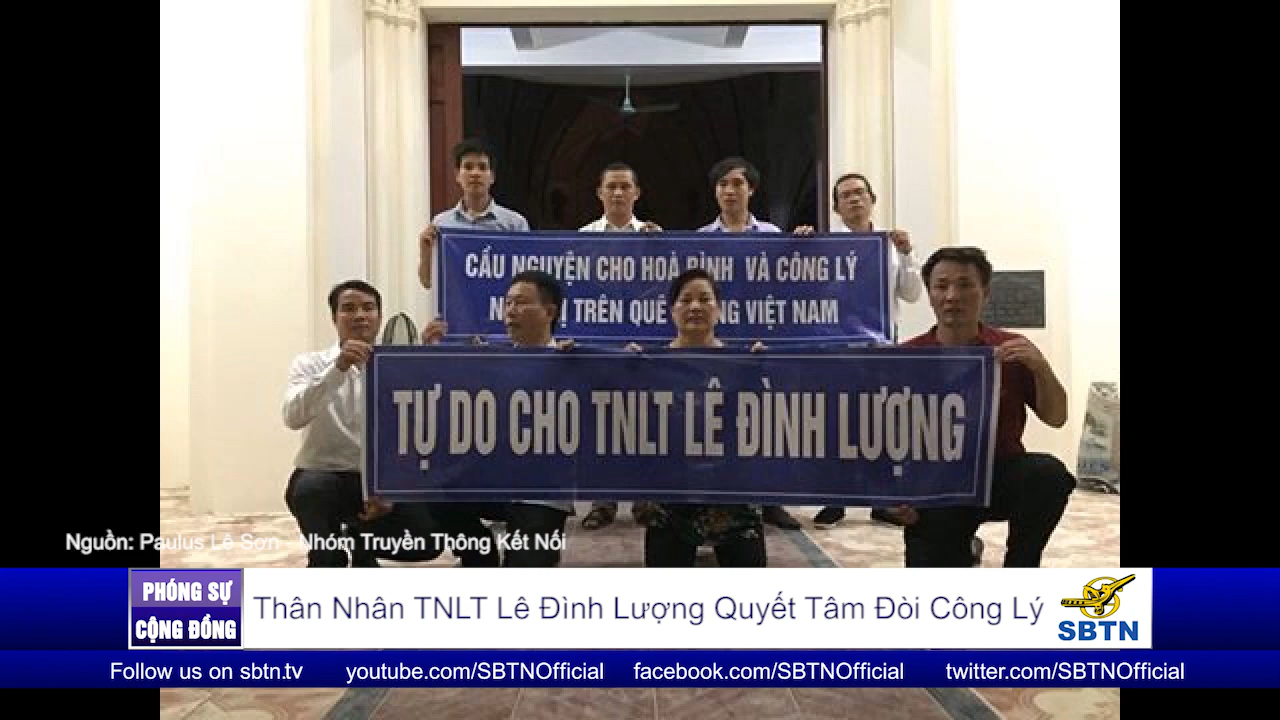 CẦU NGUYỆN CHO HOÀ BÌNH VÀ CÔNG LÝ
TRÊN QUÊ VIỆT NAM
TỰ DO CHO TNLT LÊ ĐÌNH LƯỢNG
Nguồn: Paulus Lê Sơn - Nhóm Truyền Thông Kết Nối
PHÓNG SỰ
CỘNG ĐỒNG
Thân Nhân TNLT Lê Đình Lượng Quyết Tâm Đòi Công Lý
SBTN
Follow us on sbtn.tv youtube.com/SBTNOfficial facebook.com/SBTNOfficial twitter.com/SBTNOfficial